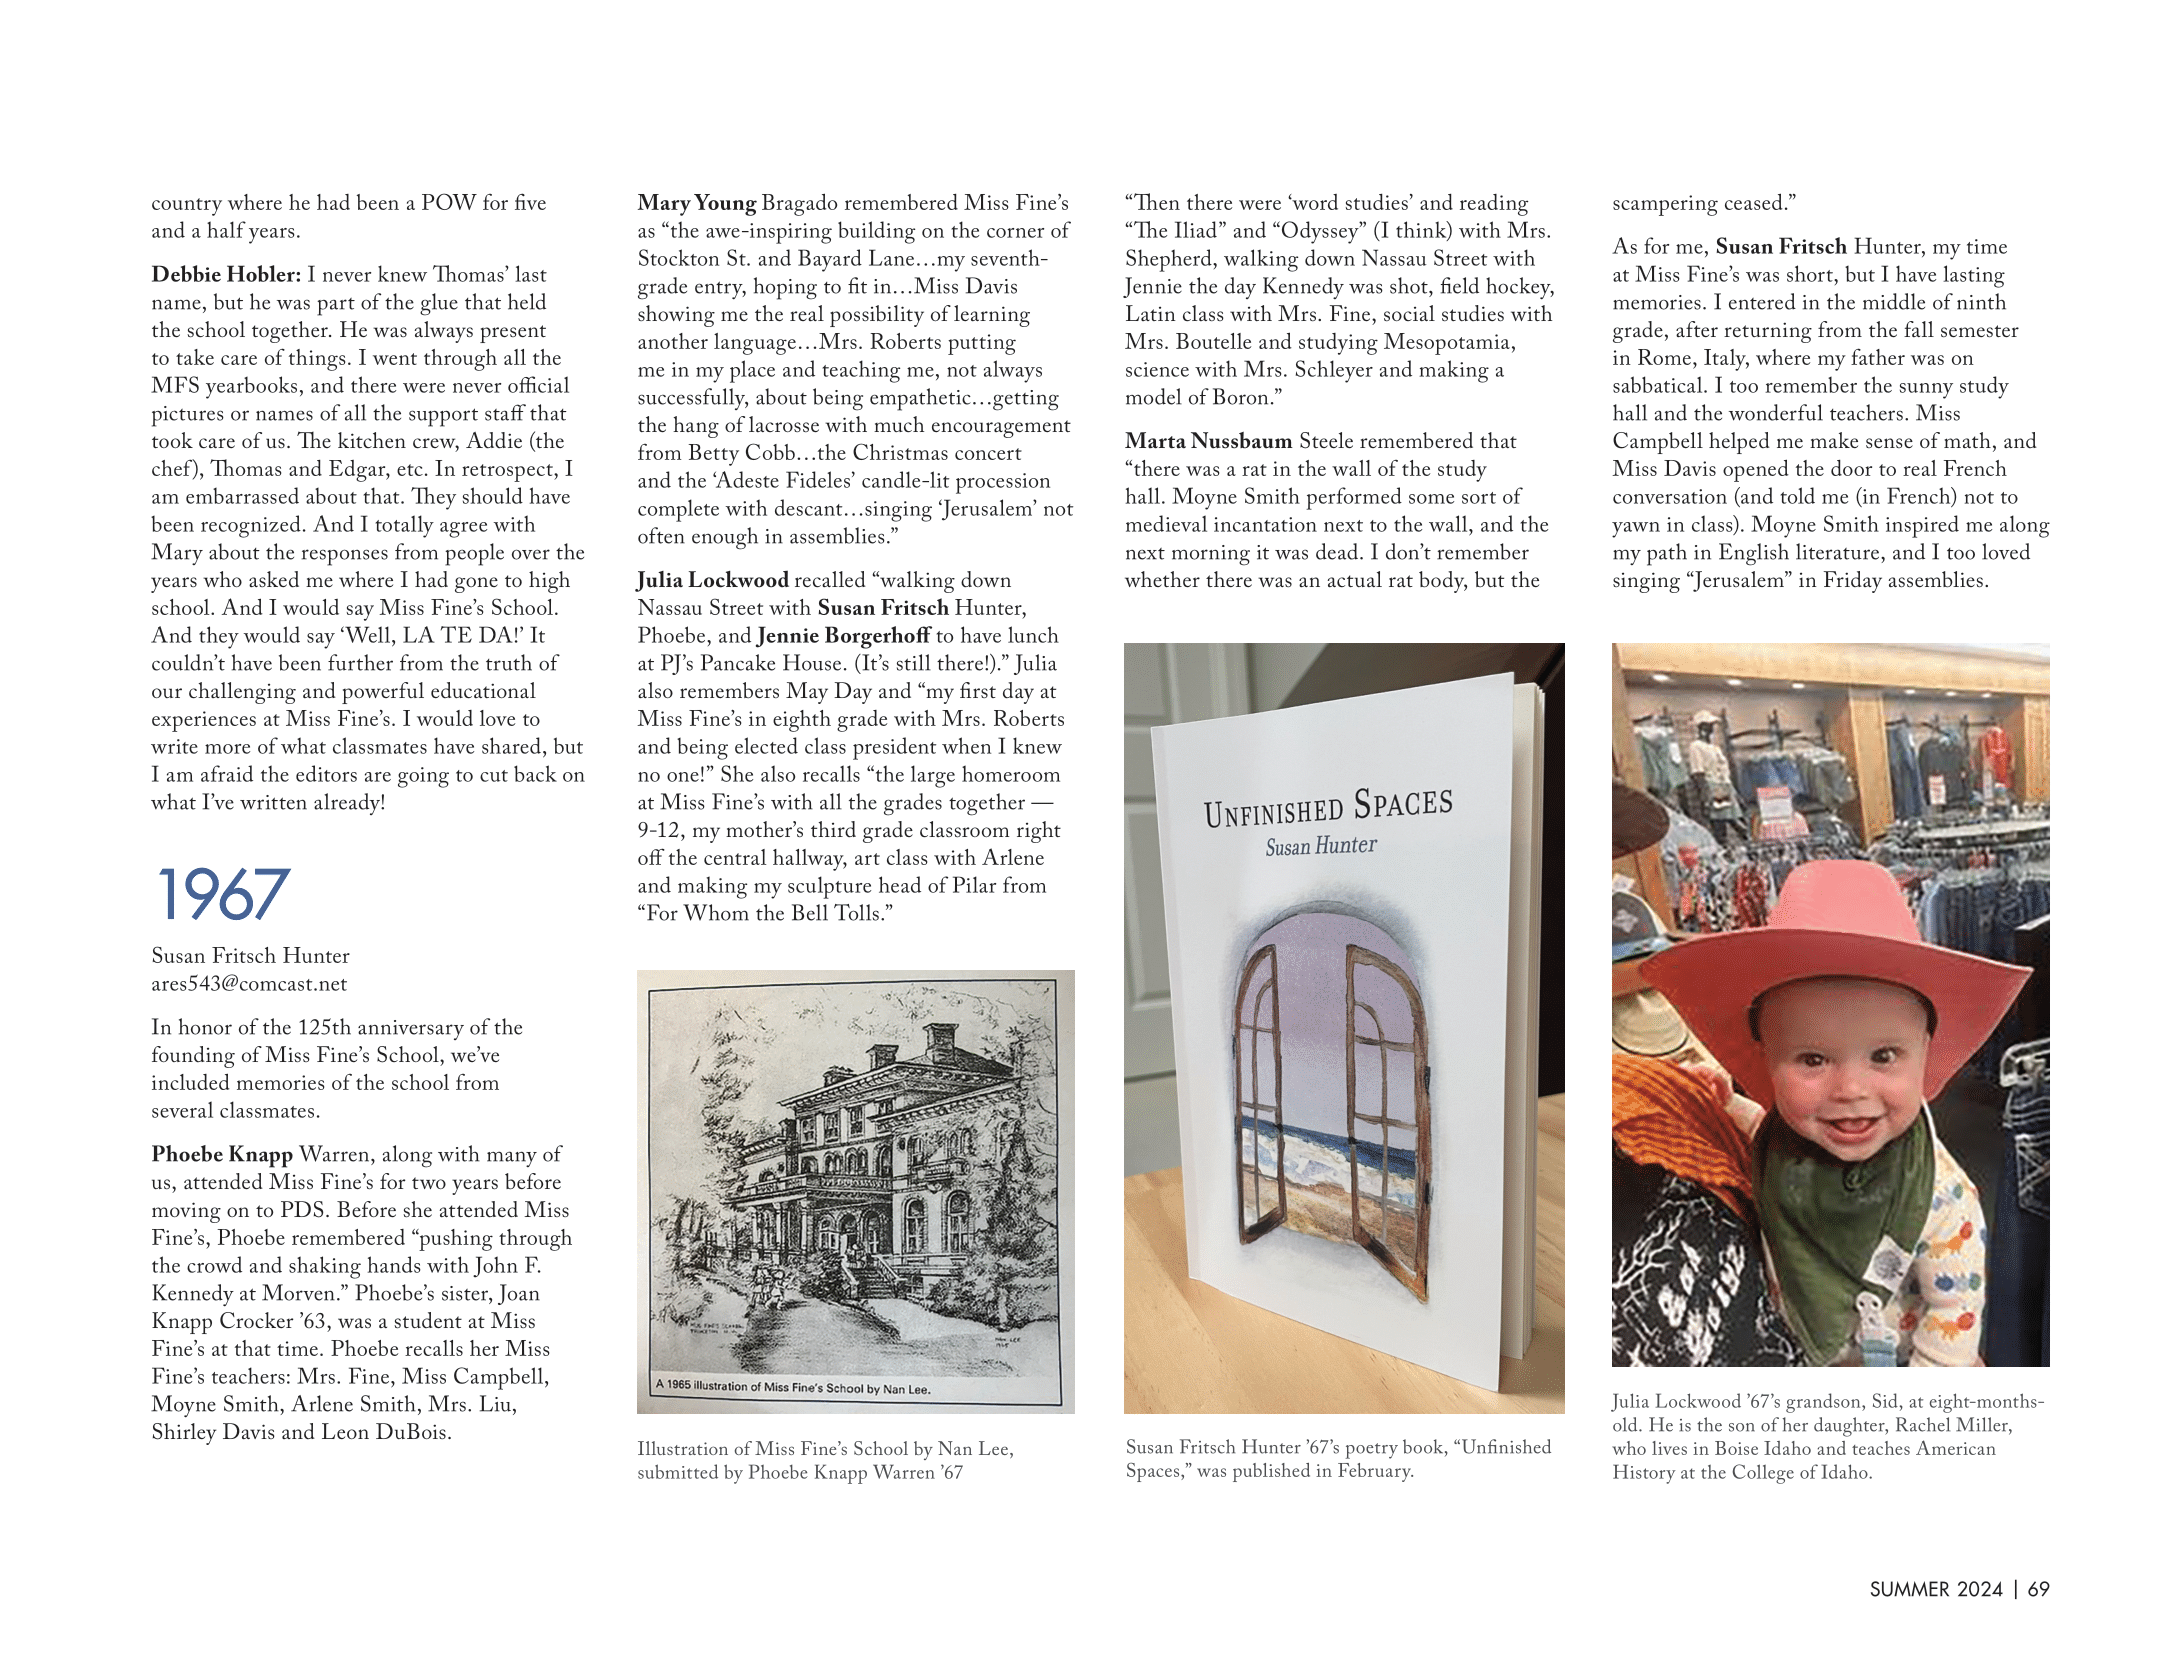 country where he had been a POW for five
and a half years.
Debbie Hobler: I never knew Thomas’ last
name, but he was part of the glue that held
the school together. He was always present
to take care of things. I went through all the
MFS yearbooks, and there were never official
pictures or names of all the support staff that
took care of us. The kitchen crew, Addie (the
chef), Thomas and Edgar, etc. In retrospect, I
am embarrassed about that. They should have
been recognized. And I totally agree with
Mary about the responses from people over the
years who asked me where I had gone to high
school. And I would say Miss Fine’s School.
And they would say ‘Well, LA TE DA!’ It
couldn’t have been further from the truth of
our challenging and powerful educational
experiences at Miss Fine’s. I would love to
write more of what classmates have shared, but
I am afraid the editors are going to cut back on
what I’ve written already!
1967
Susan Fritsch Hunter
ares543@comcast.net
In honor of the 125th anniversary of the
founding of Miss Fine’s School, we’ve
included memories of the school from
several classmates.
Phoebe Knapp Warren, along with many of
us, attended Miss Fine’s for two years before
moving on to PDS. Before she attended Miss
Fine’s, Phoebe remembered “pushing through
the crowd and shaking hands with John F.
Kennedy at Morven.” Phoebe’s sister, Joan
Knapp Crocker ’63, was a student at Miss
Fine’s at that time. Phoebe recalls her Miss
Fine’s teachers: Mrs. Fine, Miss Campbell,
Moyne Smith, Arlene Smith, Mrs. Liu,
Shirley Davis and Leon DuBois.
Mary Young Bragado remembered Miss Fine’s
as “the awe-inspiring building on the corner of
Stockton St. and Bayard Lane…my seventh-
grade entry, hoping to fit in…Miss Davis
showing me the real possibility of learning
another language…Mrs. Roberts putting
me in my place and teaching me, not always
successfully, about being empathetic…getting
the hang of lacrosse with much encouragement
from Betty Cobb…the Christmas concert
and the ‘Adeste Fideles’ candle-lit procession
complete with descant…singing ‘Jerusalem’ not
often enough in assemblies.”
Julia Lockwood recalled “walking down
Nassau Street with Susan Fritsch Hunter,
Phoebe, and Jennie Borgerhoff to have lunch
at PJ’s Pancake House. (It’s still there!).” Julia
also remembers May Day and “my first day at
Miss Fine’s in eighth grade with Mrs. Roberts
and being elected class president when I knew
no one!” She also recalls “the large homeroom
at Miss Fine’s with all the grades together —
9-12, my mother’s third grade classroom right
off the central hallway, art class with Arlene
and making my sculpture head of Pilar from
“For Whom the Bell Tolls.”
A 1965 illustration of Miss Fine's School by Nan Lee.
Illustration of Miss Fine’s School by Nan Lee,
submitted by Phoebe Knapp Warren ’67
“Then there were ‘word studies’ and reading
“The Iliad” and “Odyssey” (I think) with Mrs.
Shepherd, walking down Nassau Street with
Jennie the day Kennedy was shot, field hockey,
Latin class with Mrs. Fine, social studies with
Mrs. Boutelle and studying Mesopotamia,
science with Mrs. Schleyer and making a
model of Boron.”
Marta Nussbaum Steele remembered that
“there was a rat in the wall of the study
hall. Moyne Smith performed some sort of
medieval incantation next to the wall, and the
next morning it was dead. I don’t remember
whether there was an actual rat body, but the
UNFINISHED SPACES
Susan Hunter
Susan Fritsch Hunter ’67’s poetry book, “Unfinished
Spaces,” was published in February.
scampering ceased.”
As for me, Susan Fritsch Hunter, my time
at Miss Fine’s was short, but I have lasting
memories. I entered in the middle of ninth
grade, after returning from the fall semester
in Rome, Italy, where my father was on
sabbatical. I too remember the sunny study
hall and the wonderful teachers. Miss
Campbell helped me make sense of math, and
Miss Davis opened the door to real French
conversation (and told me (in French) not to
yawn in class). Moyne Smith inspired me along
my path in English literature, and I too loved
singing “Jerusalem” in Friday assemblies.
Julia Lockwood ’67’s grandson, Sid, at eight-months-
old. He is the son of her daughter, Rachel Miller,
who lives in Boise Idaho and teaches American
History at the College of Idaho.
SUMMER 2024 | 69